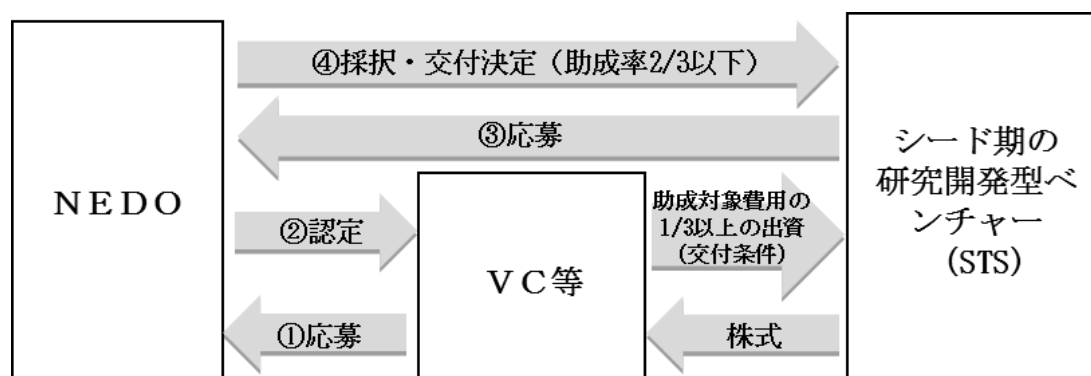 ④採択・交付決定（助成率2/3以下）
③応募
NEDO
シード期の
研究開発型ベ
ンチャー
(STS)
②認定
VC等
助成対象費用の
1/3以上の出資
(交付条件)
①応募
株式